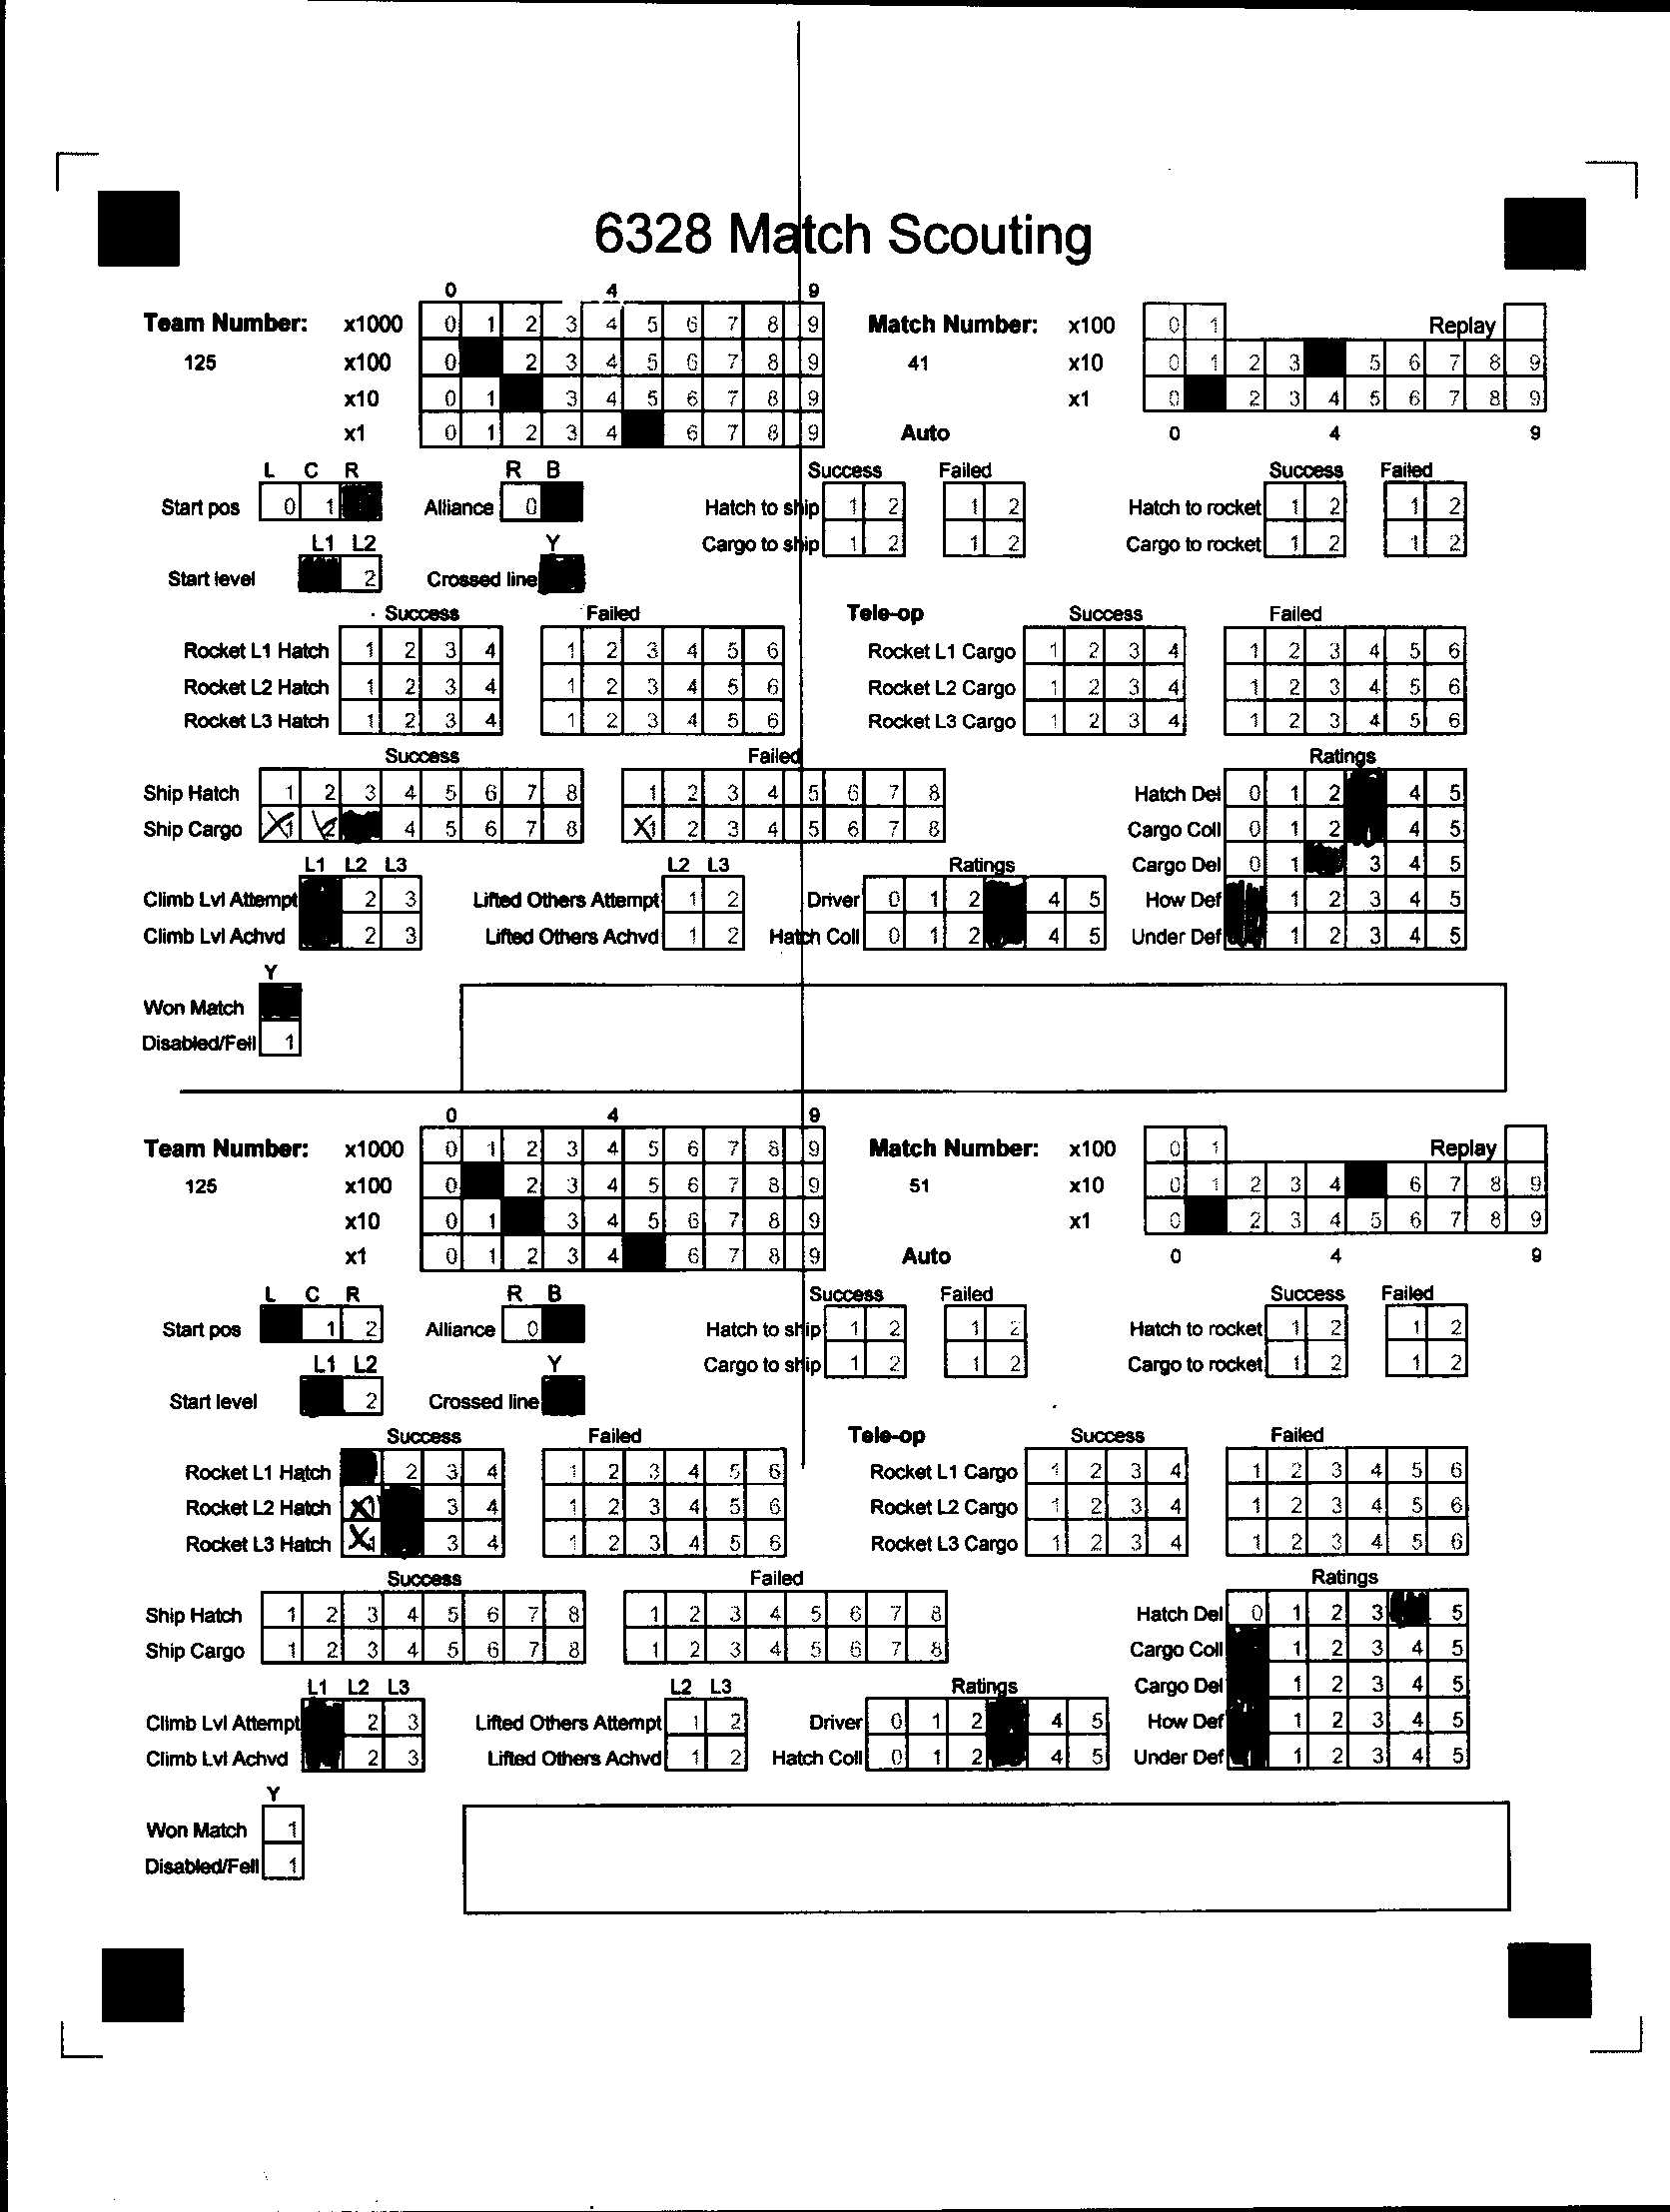 6328 Match Scouting
0 4 9
Team Number: x1000 0 1 2 3 4 5 6 7 8 9 Match Number: x100 0 1 Replay
125 x100 0 2 3 4 5 6 7 8 9 41 x10 0 1 2 3 5 6 7 8 9
x10 0 1 3 4 5 6 7 8 9 x1 0 2 3 4 5 6 7 8 9
x1 0 1 2 3 4 6 7 8 9 Auto 0 4 9
L C R R B Success Failed Success Failed
Start pos 0 1 Alliance 0 Hatch to ship 1 2 1 2 Hatch to rocket 1 2 1 2
L1 L2 Y Cargo to ship 1 2 1 2 Cargo to rocket 1 2 1 2
Start level 2 Crossed line
Success Failed Tele-op Success Failed
Rocket L1 Hatch 1 2 3 4 1 2 3 4 5 6 Rocket L1 Cargo 1 2 3 4 1 2 3 4 5 6
Rocket L2 Hatch 1 2 3 4 1 2 3 4 5 6 Rocket L2 Cargo 1 2 3 4 1 2 3 4 5 6
Rocket L3 Hatch 1 2 3 4 1 2 3 4 5 6 Rocket L3 Cargo 1 2 3 4 1 2 3 4 5 6
Success Failed Ratings
Ship Hatch 1 2 3 4 5 6 7 8 1 2 3 4 5 6 7 8 Hatch Del 0 1 2 4 5
Ship Cargo 1 2 4 5 6 7 8 1 2 3 4 5 6 7 8 Cargo Coll 0 1 2 4 5
L1 L2 L3 L2 L3 Ratings Cargo Del 0 1 3 4 5
Climb Lvl Attempt 2 3 Lifted Others Attempt 1 2 Driver 0 1 2 4 5 How Def 1 2 3 4 5
Climb Lvl Achvd 2 3 Lifted Others Achvd 1 2 Hatch Coll 0 1 2 4 5 Under Def 1 2 3 4 5
Y
Won Match
Disabled/Fell 1
0 4 9
Team Number: x1000 0 1 2 3 4 5 6 7 8 9 Match Number: x100 0 1 Replay
125 x100 0 2 3 4 5 6 7 8 9 51 x10 0 1 2 3 4 6 7 8 9
x10 0 1 3 4 5 6 7 8 9 x1 0 2 3 4 5 6 7 8 9
x1 0 1 2 3 4 6 7 8 9 Auto 0 4 9
L C R R B Success Failed Success Failed
Start pos 1 2 Alliance 0 Hatch to ship 1 2 1 2 Hatch to rocket 1 2 1 2
L1 L2 Y Cargo to ship 1 2 1 2 Cargo to rocket 1 2 1 2
Start level 2 Crossed line
Success Failed Tele-op Success Failed
Rocket L1 Hatch 2 3 4 1 2 3 4 5 6 Rocket L1 Cargo 1 2 3 4 1 2 3 4 5 6
Rocket L2 Hatch 1 3 4 1 2 3 4 5 6 Rocket L2 Cargo 1 2 3 4 1 2 3 4 5 6
Rocket L3 Hatch 1 3 4 1 2 3 4 5 6 Rocket L3 Cargo 1 2 3 4 1 2 3 4 5 6
Success Failed Ratings
Ship Hatch 1 2 3 4 5 6 7 8 1 2 3 4 5 6 7 8 Hatch Del 0 1 2 3 5
Ship Cargo 1 2 3 4 5 6 7 8 1 2 3 4 5 6 7 8 Cargo Coll 1 2 3 4 5
L1 L2 L3 L2 L3 Ratings Cargo Del 1 2 3 4 5
Climb Lvl Attempt 2 3 Lifted Others Attempt 1 2 Driver 0 1 2 4 5 How Def 1 2 3 4 5
Climb Lvl Achvd 2 3 Lifted Others Achvd 1 2 Hatch Coll 0 1 2 4 5 Under Def 1 2 3 4 5
Y
Won Match 1
Disabled/Fell 1